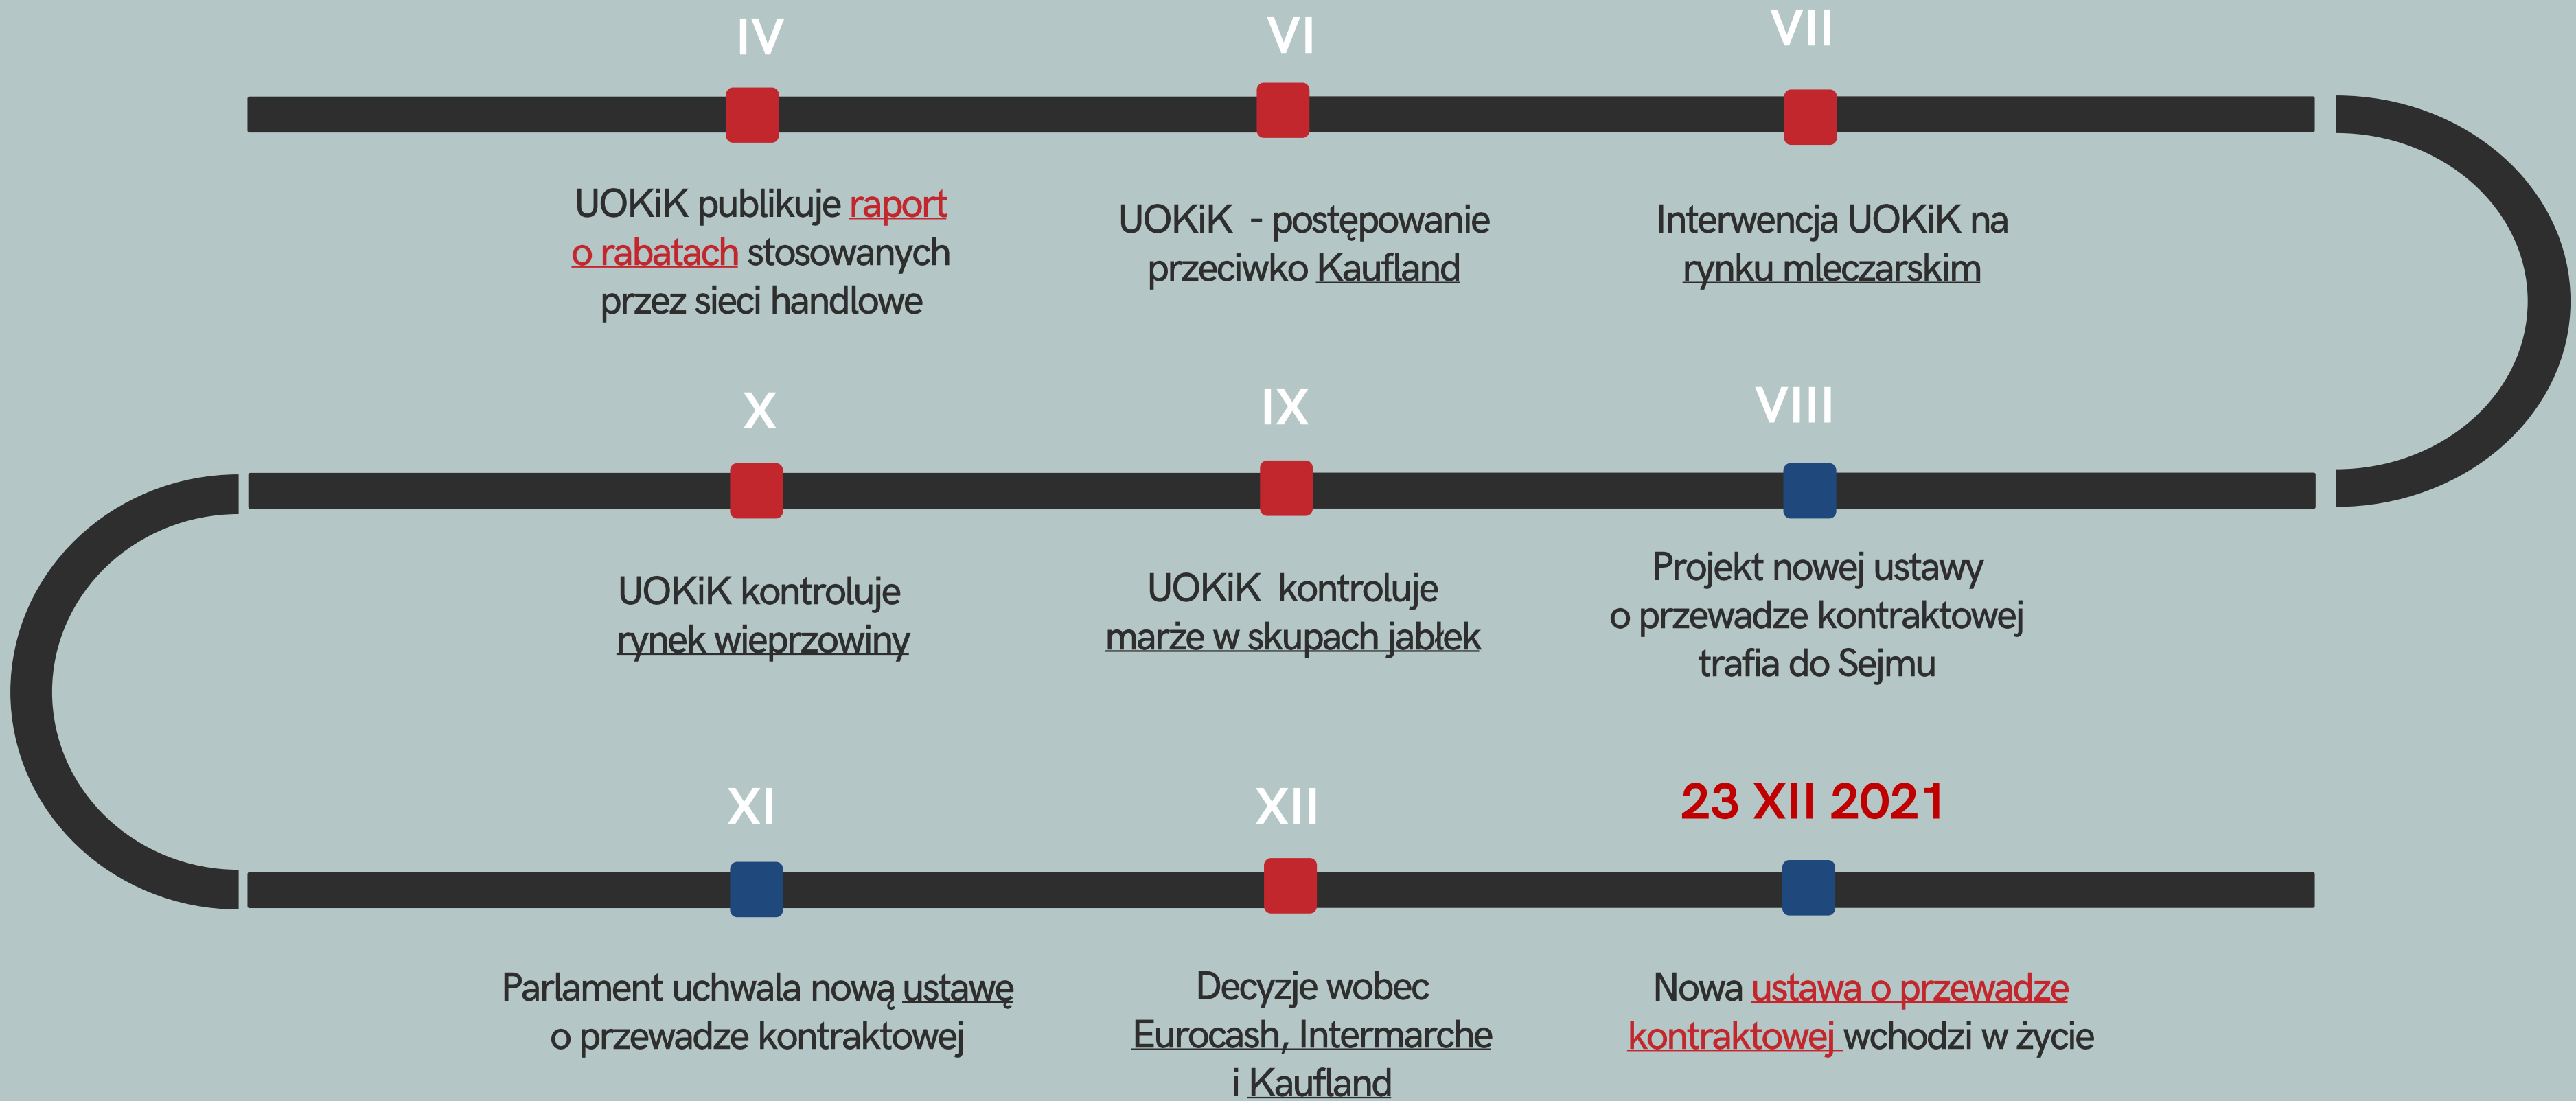 IV
UOKiK publikuje raport
o rabatach stosowanych
przez sieci handlowe
VI
UOKiK - postępowanie
przeciwko Kaufland
VII
Interwencja UOKiK na
rynku mleczarskim
VIII
Projekt nowej ustawy
o przewadze kontraktowej
trafia do Sejmu
IX
UOKiK kontroluje
marże w skupach jabłek
X
UOKiK kontroluje
rynek wieprzowiny
XI
Parlament uchwala nową ustawę
o przewadze kontraktowej
XII
Decyzje wobec
Eurocash, Intermarche
i Kaufland
23 XII 2021
Nowa ustawa o przewadze
kontraktowej wchodzi w życie